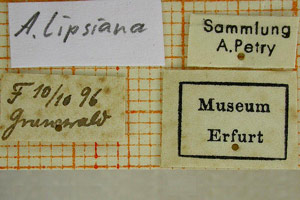 A. lipsiana
Sammlung
A. Petry
F 10/10 96
Grunewald
Museum
Erfurt